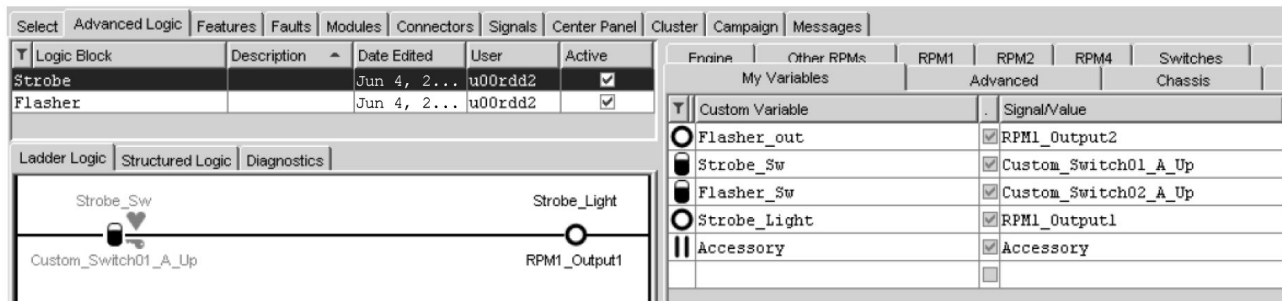 Select Advanced Logic Features Faults Modules Connectors Signals Center Panel Cluster Campaign Messages
Logic Block Description Date Edited User Active
Strobe Jun 4, 2... u00rdd2
Flasher Jun 4, 2... u00rdd2
Ladder Logic Structured Logic Diagnostics
Strobe_Sw Strobe_Light
Custom_Switch01_A_Up RPM1_Output1
Engine Other RPMs RPM1 RPM2 RPM4 Switches
My Variables Advanced Chassis
Custom Variable . Signal/Value
Flasher_out RPM1_Output2
Strobe_Sw Custom_Switch01_A_Up
Flasher_Sw Custom_Switch02_A_Up
Strobe_Light RPM1_Output1
Accessory Accessory